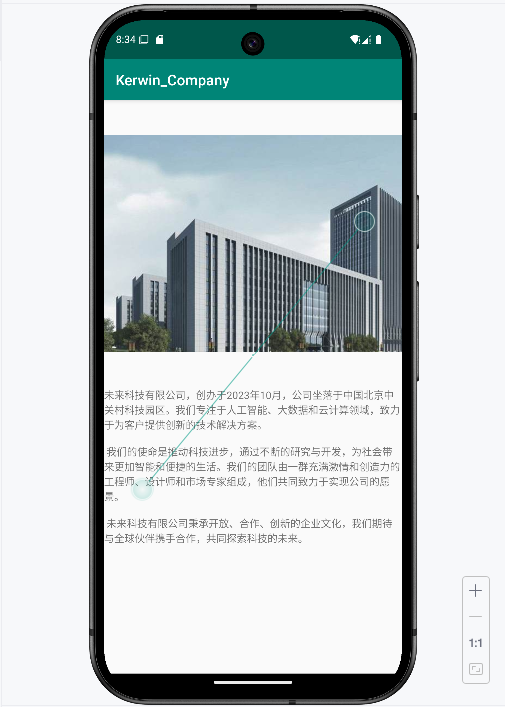 8:34
Kerwin_Company
未来科技有限公司，创办于2023年10月，公司坐落于中国北京中
关村科技园区。我们专注于人工智能、大数据和云计算领域，致力
于为客户提供创新的技术解决方案。
我们的使命是推动科技进步，通过不断的研究与开发，为社会带
来更加智能和便捷的生活。我们的团队由一群充满激情和创造力的
工程师、设计师和市场专家组成，他们共同致力于实现公司的愿
景。
未来科技有限公司秉承开放、合作、创新的企业文化，我们期待
与全球伙伴携手合作，共同探索科技的未来。
1:1